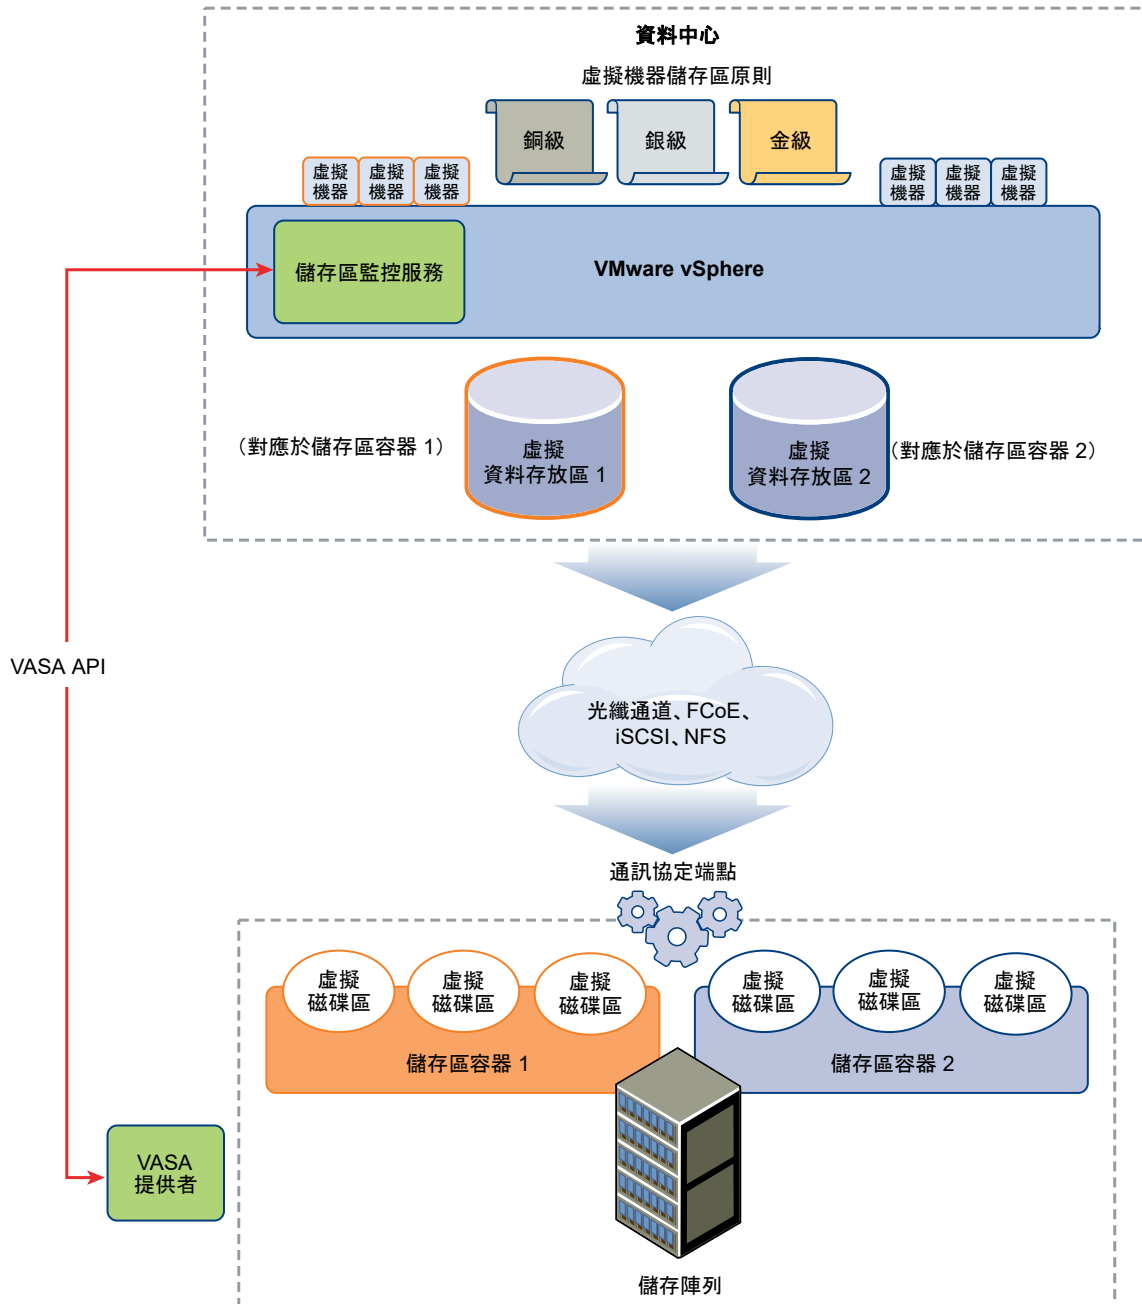 資料中心
虛擬機器儲存區原則
銅級
銀級
金級
虛擬
機器
虛擬
機器
虛擬
機器
虛擬
機器
虛擬
機器
虛擬
機器
儲存區監控服務
VMware vSphere
（對應於儲存區容器 1）
虛擬
資料存放區 1
虛擬
資料存放區 2
（對應於儲存區容器 2）
VASA API
光纖通道、FCoE、
iSCSI、NFS
通訊協定端點
虛擬
磁碟區
虛擬
磁碟區
虛擬
磁碟區
虛擬
磁碟區
虛擬
磁碟區
虛擬
磁碟區
儲存區容器 1
儲存區容器 2
VASA
提供者
儲存陣列